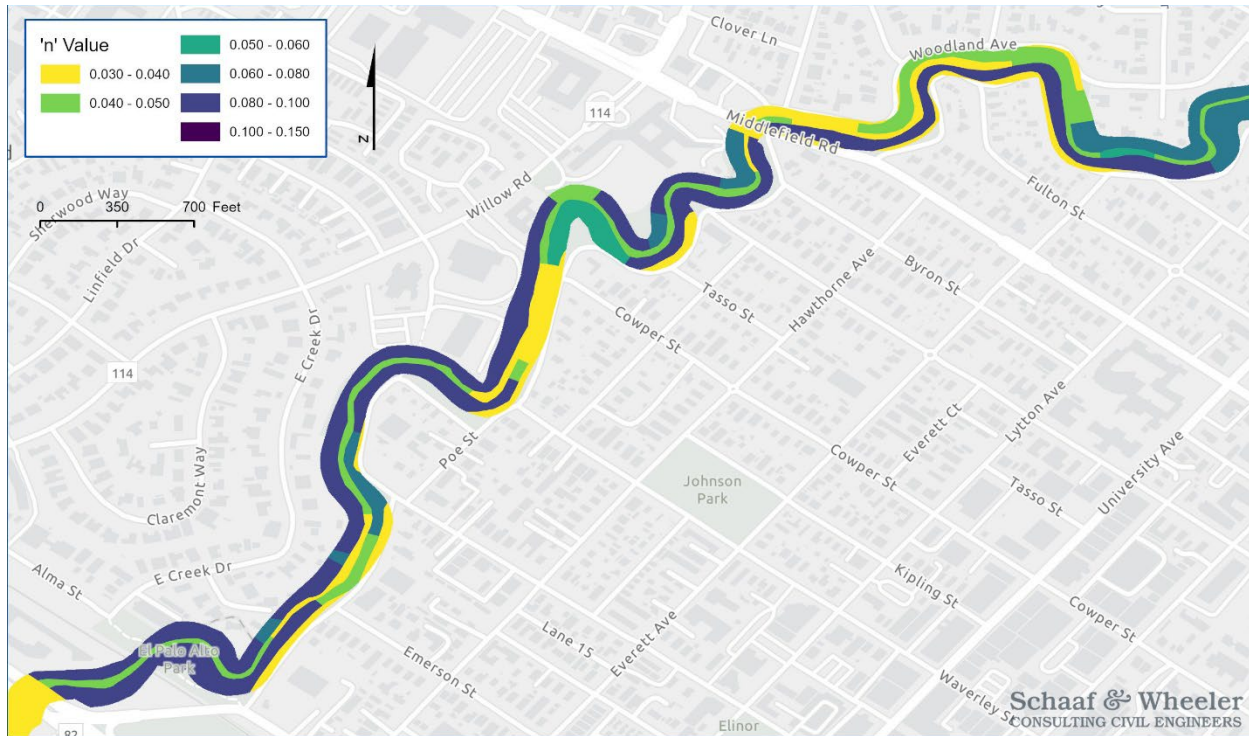 'n' Value
0.030 - 0.040
0.040 - 0.050
0.050 - 0.060
0.060 - 0.080
0.080 - 0.100
0.100 - 0.150
N
0 350 700 Feet
Clover Ln
Woodland Ave
114
Middlefield Rd
Willow Rd
Sherwood Way
Linfield Dr
Fulton St
Byron St
Hawthorne Ave
Tasso St
Cowper St
E Creek Dr
114
Poe St
Everett Ct
Lytton Ave
University Ave
Cowper St
Tasso St
Johnson
Park
Claremont Way
E Creek Dr
Alma St
Kipling St
Cowper St
Lane 15
Everett Ave
El Palo Alto
Park
Emerson St
Waverley St
82
Elinor
Schaaf & Wheeler
CONSULTING CIVIL ENGINEERS